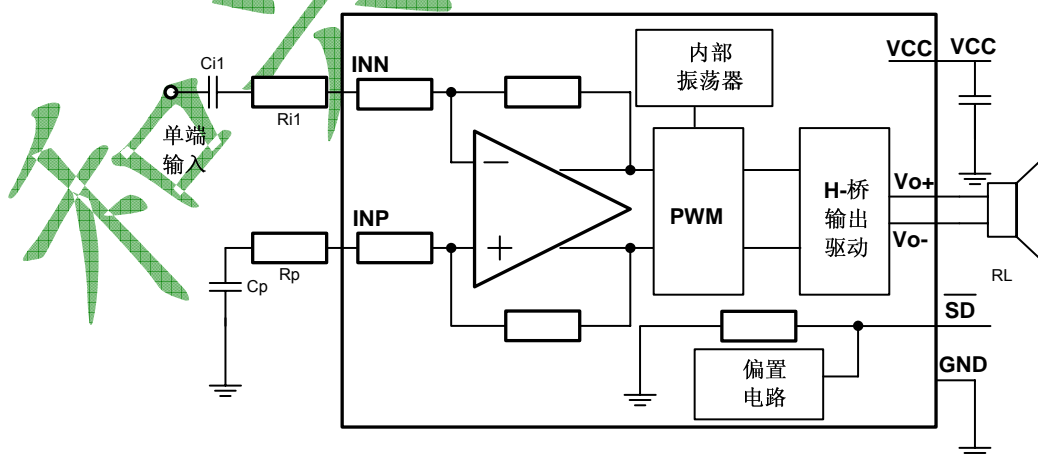 内部
振荡器
VCC
VCC
Ci1
INN
Ri1
单端
输入
H-桥
输出
驱动
Vo+
Vo-
PWM
INP
Rp
Cp
RL
SD
偏置
电路
GND